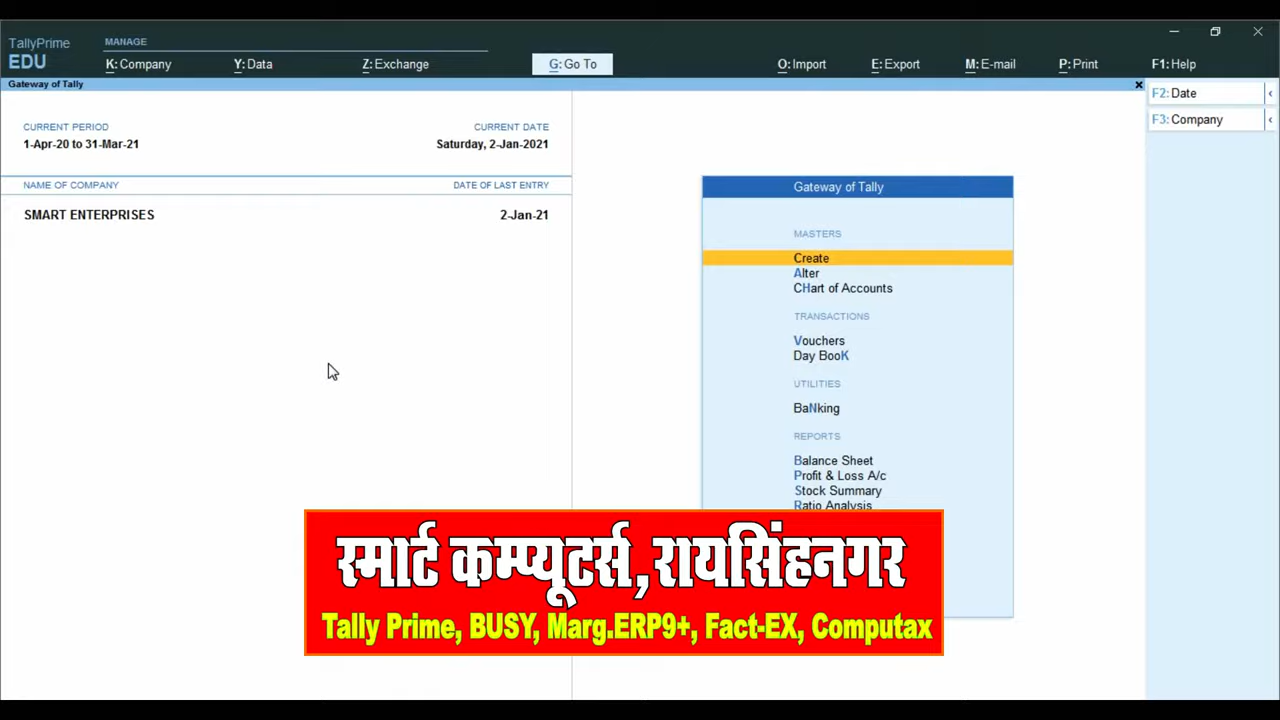 TallyPrime
EDU
MANAGE
K: Company Y: Data Z: Exchange G: Go To O: Import E: Export M: E-mail P: Print F1: Help
Gateway of Tally
F2: Date
F3: Company
CURRENT PERIOD CURRENT DATE
1-Apr-20 to 31-Mar-21 Saturday, 2-Jan-2021
NAME OF COMPANY DATE OF LAST ENTRY
SMART ENTERPRISES 2-Jan-21
Gateway of Tally
MASTERS
Create
Alter
CHart of Accounts
TRANSACTIONS
Vouchers
Day BooK
UTILITIES
BaNking
REPORTS
Balance Sheet
Profit & Loss A/c
Stock Summary
Ratio Analysis
स्मार्ट कम्प्यूटर्स,रायसिंहनगर
Tally Prime, BUSY, Marg.ERP9+, Fact-EX, Computax